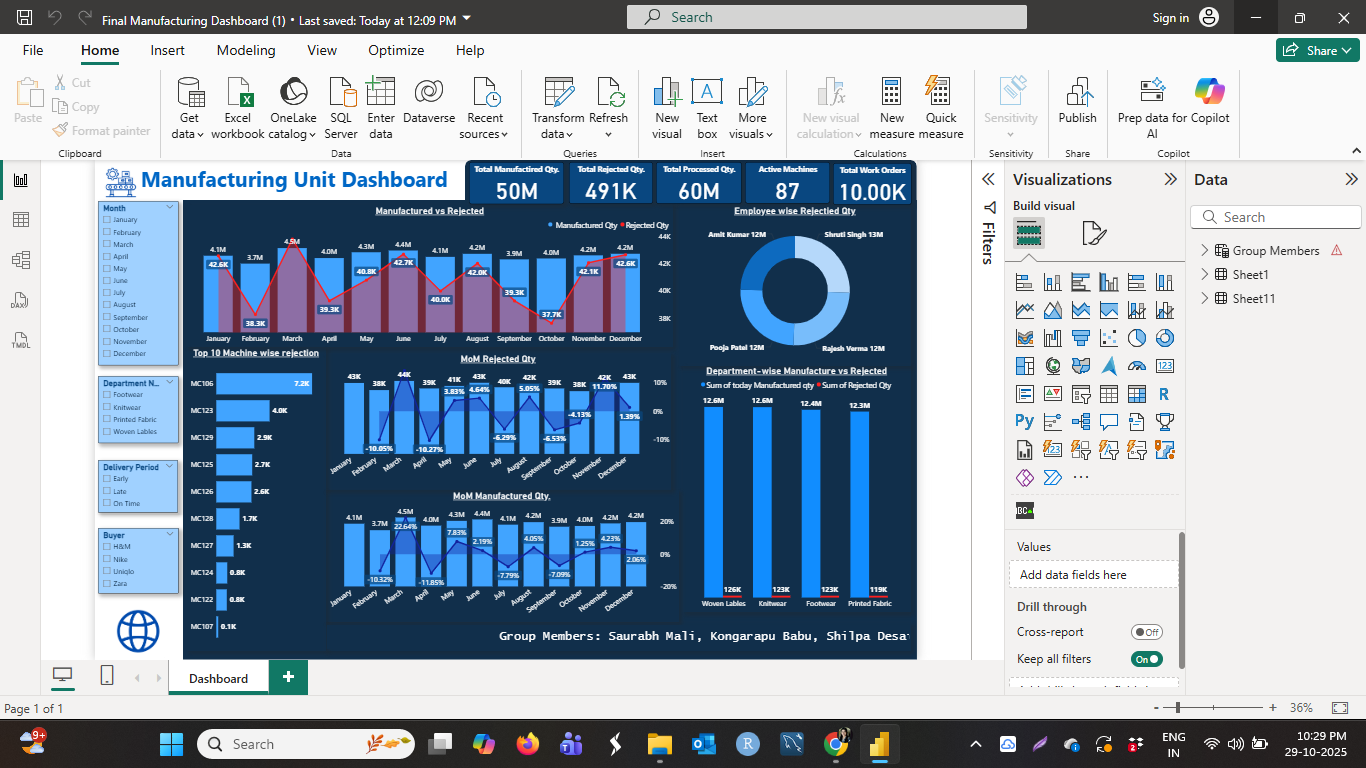 Final Manufacturing Dashboard (1) • Last saved: Today at 12:09 PM
Search
Sign in
File
Home
Insert
Modeling
View
Optimize
Help
Share
Paste
Cut
Copy
Format painter
Clipboard
Get data
Excel workbook
OneLake catalog
SQL Server
Enter data
Dataverse
Recent sources
Data
Transform data
Refresh
Queries
New visual
Text box
More visuals
Insert
New visual calculation
New measure
Quick measure
Calculations
Sensitivity
Sensitivity
Publish
Share
Prep data for AI
Copilot
Copilot
Manufacturing Unit Dashboard
Total Manufactired Qty.
50M
Total Rejected Qty.
491K
Total Processed Qty.
60M
Active Machines
87
Total Work Orders
10.00K
Month
January
February
March
April
May
June
July
August
September
October
November
December
Department N...
Footwear
Knitwear
Printed Fabric
Woven Lables
Delivery Period
Early
Late
On Time
Buyer
H&M
Nike
Uniqlo
Zara
Manufactured vs Rejected
Manufactured Qty Rejected Qty
44K
42K
40K
38K
4.1M 3.7M 4.5M 4.0M 4.3M 4.4M 4.1M 4.2M 3.9M 4.0M 4.2M 4.2M
42.6K 38.3K 39.3K 40.8K 42.7K 40.0K 42.0K 39.3K 37.7K 42.1K 42.6K
January February March April May June July August September October November December
Employee wise Rejectied Qty
Amit Kumar 12M
Shruti Singh 13M
Pooja Patel 12M
Rajesh Verma 12M
Top 10 Machine wise rejection
MC106 7.2K
MC123 4.0K
MC129 2.9K
MC125 2.7K
MC126 2.6K
MC128 1.7K
MC127 1.3K
MC124 0.8K
MC122 0.8K
MC107 0.1K
MoM Rejected Qty
43K 38K 44K 39K 41K 43K 40K 42K 39K 38K 42K 43K
-10.05% -10.27% 3.83% 4.64% -6.29% 5.05% -6.53% -4.13% 11.70% 1.39%
10%
0%
-10%
January February March April May June July August September October November December
MoM Manufactured Qty.
4.1M 3.7M 4.5M 4.0M 4.3M 4.4M 4.1M 4.2M 3.9M 4.0M 4.2M 4.2M
-10.32% 22.64% -11.85% 7.83% 2.19% -7.79% 4.05% -7.09% 1.25% 4.23% 2.06%
20%
0%
-20%
January February March April May June July August September October November December
Department-wise Manufacture vs Rejected
Sum of today Manufactured qty Sum of Rejected Qty
12.6M 12.6M 12.4M 12.3M
126K 123K 123K 119K
Woven Lables Knitwear Footwear Printed Fabric
Group Members: Saurabh Mali, Kongarapu Babu, Shilpa Desa
Filters
Visualizations
Build visual
Values
Add data fields here
Drill through
Cross-report
Off
Keep all filters
On
Data
Search
Group Members
Sheet1
Sheet11
DAX
TMDL
Dashboard
Page 1 of 1
36%
9+
Search
ENG
IN
10:29 PM
29-10-2025